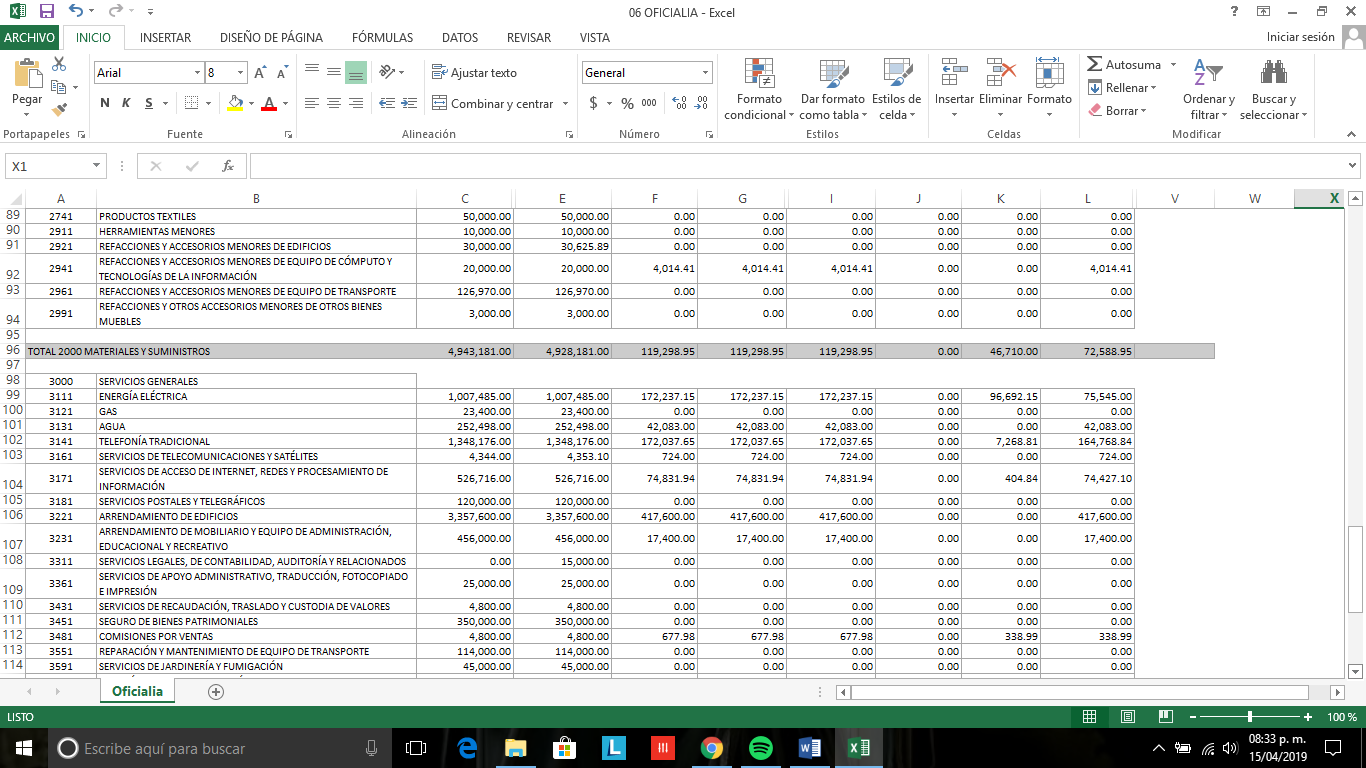 06 OFICIALIA - Excel
ARCHIVO INICIO INSERTAR DISEÑO DE PÁGINA FÓRMULAS DATOS REVISAR VISTA Iniciar sesión
Pegar
Arial 8
N K S
Ajustar texto
Combinar y centrar
General
$ % 000
Formato condicional
Dar formato como tabla
Estilos de celda
Insertar Eliminar Formato
Autosuma
Rellenar
Borrar
Ordenar y filtrar
Buscar y seleccionar
Portapapeles Fuente Alineación Número Estilos Celdas Modificar
X1 fx
A B C E F G I J K L V W X
89 2741 PRODUCTOS TEXTILES 50,000.00 50,000.00 0.00 0.00 0.00 0.00 0.00 0.00
90 2911 HERRAMIENTAS MENORES 10,000.00 10,000.00 0.00 0.00 0.00 0.00 0.00 0.00
91 2921 REFACCIONES Y ACCESORIOS MENORES DE EDIFICIOS 30,000.00 30,625.89 0.00 0.00 0.00 0.00 0.00 0.00
REFACCIONES Y ACCESORIOS MENORES DE EQUIPO DE CÓMPUTO Y
92 2941 TECNOLOGÍAS DE LA INFORMACIÓN 20,000.00 20,000.00 4,014.41 4,014.41 4,014.41 0.00 0.00 4,014.41
93 2961 REFACCIONES Y ACCESORIOS MENORES DE EQUIPO DE TRANSPORTE 126,970.00 126,970.00 0.00 0.00 0.00 0.00 0.00 0.00
REFACCIONES Y OTROS ACCESORIOS MENORES DE OTROS BIENES
94 2991 MUEBLES 3,000.00 3,000.00 0.00 0.00 0.00 0.00 0.00 0.00
95
96 TOTAL 2000 MATERIALES Y SUMINISTROS 4,943,181.00 4,928,181.00 119,298.95 119,298.95 119,298.95 0.00 46,710.00 72,588.95
97
98 3000 SERVICIOS GENERALES
99 3111 ENERGÍA ELÉCTRICA 1,007,485.00 1,007,485.00 172,237.15 172,237.15 172,237.15 0.00 96,692.15 75,545.00
100 3121 GAS 23,400.00 23,400.00 0.00 0.00 0.00 0.00 0.00 0.00
101 3131 AGUA 252,498.00 252,498.00 42,083.00 42,083.00 42,083.00 0.00 0.00 42,083.00
102 3141 TELEFONÍA TRADICIONAL 1,348,176.00 1,348,176.00 172,037.65 172,037.65 172,037.65 0.00 7,268.81 164,768.84
103 3161 SERVICIOS DE TELECOMUNICACIONES Y SATÉLITES 4,344.00 4,353.10 724.00 724.00 724.00 0.00 0.00 724.00
SERVICIOS DE ACCESO DE INTERNET, REDES Y PROCESAMIENTO DE
104 3171 INFORMACIÓN 526,716.00 526,716.00 74,831.94 74,831.94 74,831.94 0.00 404.84 74,427.10
105 3181 SERVICIOS POSTALES Y TELEGRÁFICOS 120,000.00 120,000.00 0.00 0.00 0.00 0.00 0.00 0.00
106 3221 ARRENDAMIENTO DE EDIFICIOS 3,357,600.00 3,357,600.00 417,600.00 417,600.00 417,600.00 0.00 0.00 417,600.00
ARRENDAMIENTO DE MOBILIARIO Y EQUIPO DE ADMINISTRACIÓN,
107 3231 EDUCACIONAL Y RECREATIVO 456,000.00 456,000.00 17,400.00 17,400.00 17,400.00 0.00 0.00 17,400.00
108 3311 SERVICIOS LEGALES, DE CONTABILIDAD, AUDITORÍA Y RELACIONADOS 0.00 15,000.00 0.00 0.00 0.00 0.00 0.00 0.00
SERVICIOS DE APOYO ADMINISTRATIVO, TRADUCCIÓN, FOTOCOPIADO
109 3361 E IMPRESIÓN 25,000.00 25,000.00 0.00 0.00 0.00 0.00 0.00 0.00
110 3431 SERVICIOS DE RECAUDACIÓN, TRASLADO Y CUSTODIA DE VALORES 4,800.00 4,800.00 0.00 0.00 0.00 0.00 0.00 0.00
111 3451 SEGURO DE BIENES PATRIMONIALES 350,000.00 350,000.00 0.00 0.00 0.00 0.00 0.00 0.00
112 3481 COMISIONES POR VENTAS 4,800.00 4,800.00 677.98 677.98 677.98 0.00 338.99 338.99
113 3551 REPARACIÓN Y MANTENIMIENTO DE EQUIPO DE TRANSPORTE 114,000.00 114,000.00 0.00 0.00 0.00 0.00 0.00 0.00
114 3591 SERVICIOS DE JARDINERÍA Y FUMIGACIÓN 45,000.00 45,000.00 0.00 0.00 0.00 0.00 0.00 0.00
Oficialia
LISTO 100 %
Escribe aquí para buscar
08:33 p. m.
15/04/2019